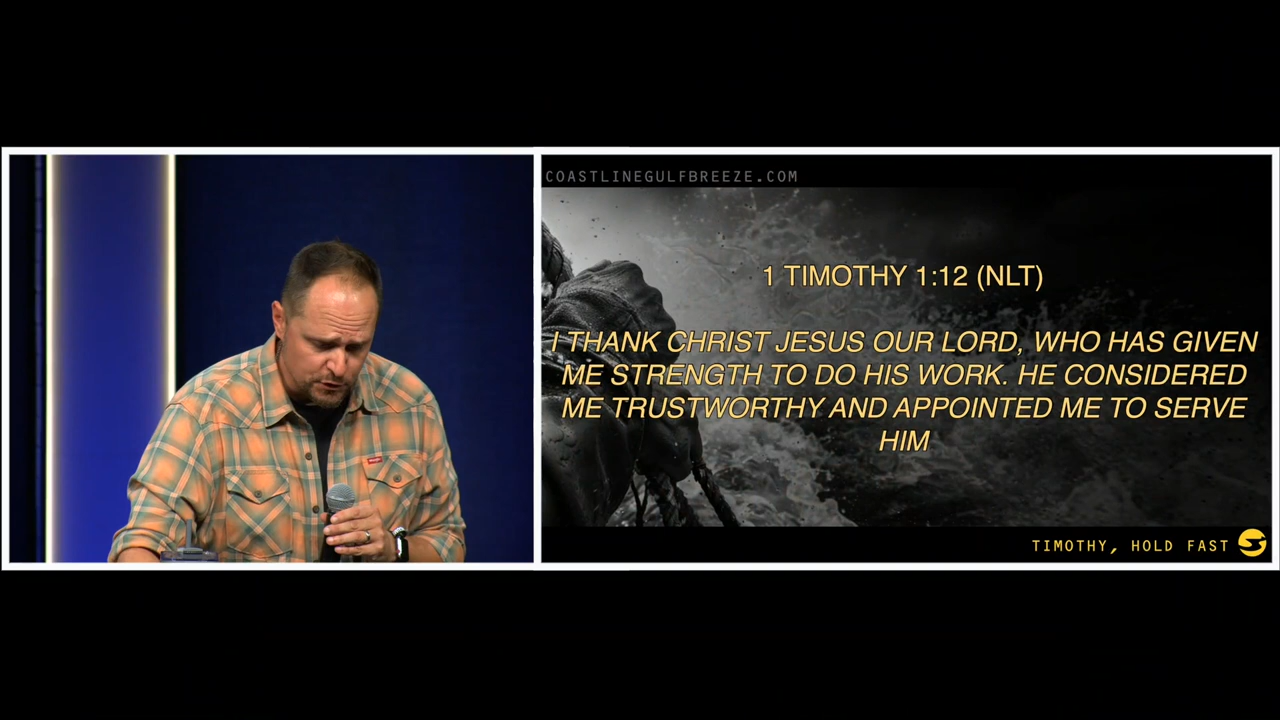 COASTLINEGULFBREEZE.COM
1 TIMOTHY 1:12 (NLT)
I THANK CHRIST JESUS OUR LORD, WHO HAS GIVEN
ME STRENGTH TO DO HIS WORK. HE CONSIDERED
ME TRUSTWORTHY AND APPOINTED ME TO SERVE
HIM
TIMOTHY, HOLD FAST